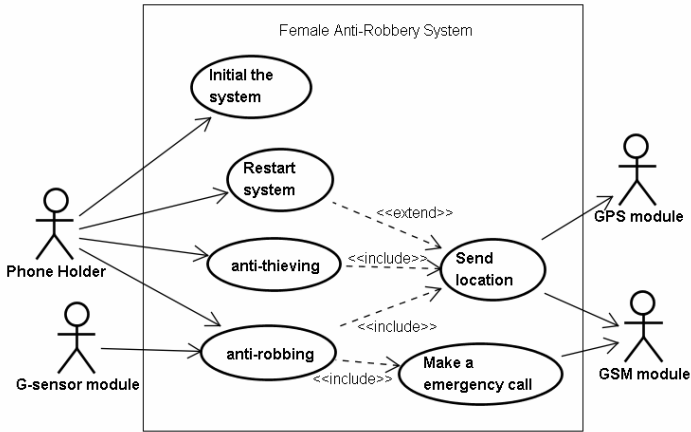 Female Anti-Robbery System
Initial the
system
Restart
system
<<extend>>
GPS module
Phone Holder
anti-thieving
<<include>>
Send
location
<<include>>
G-sensor module
anti-robbing
<<include>>
Make a
emergency call
GSM module